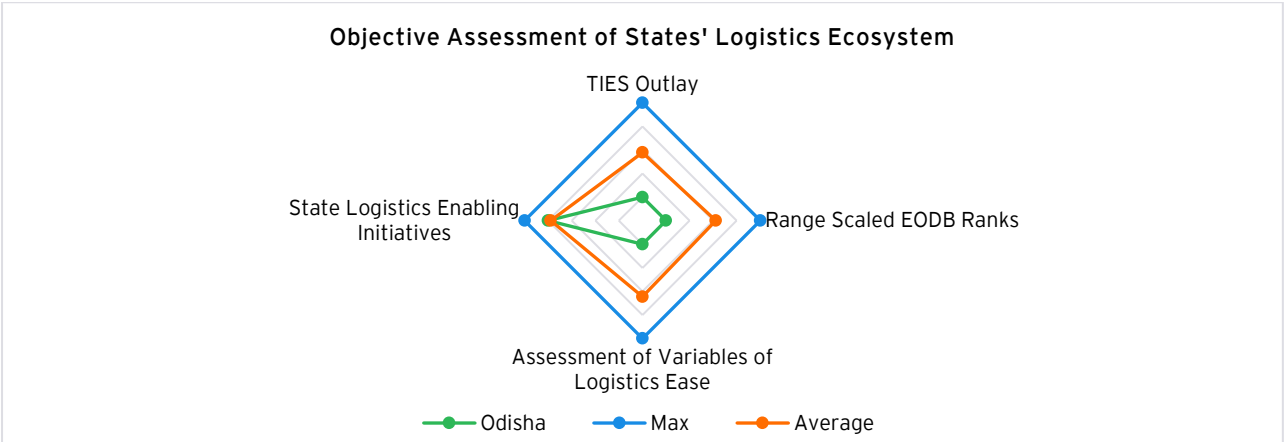 Objective Assessment of States' Logistics Ecosystem
TIES Outlay
State Logistics Enabling
Initiatives
Range Scaled EODB Ranks
Assessment of Variables of
Logistics Ease
Odisha
Max
Average